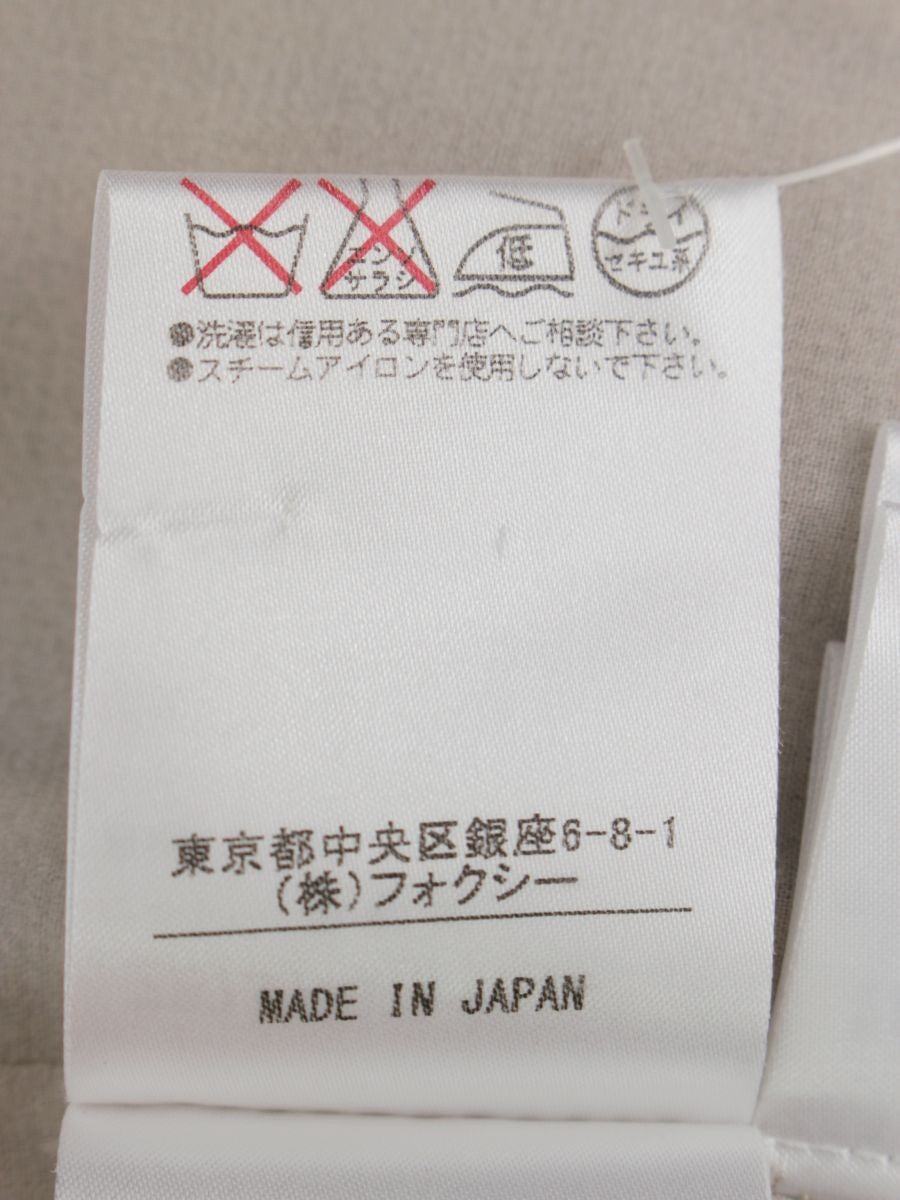 エンソ
サラシ
低
ドライ
セキユ系
●洗濯は信用ある専門店へご相談下さい。
●スチームアイロンを使用しないで下さい。
東京都中央区銀座6-8-1
(株)フォクシー
MADE IN JAPAN